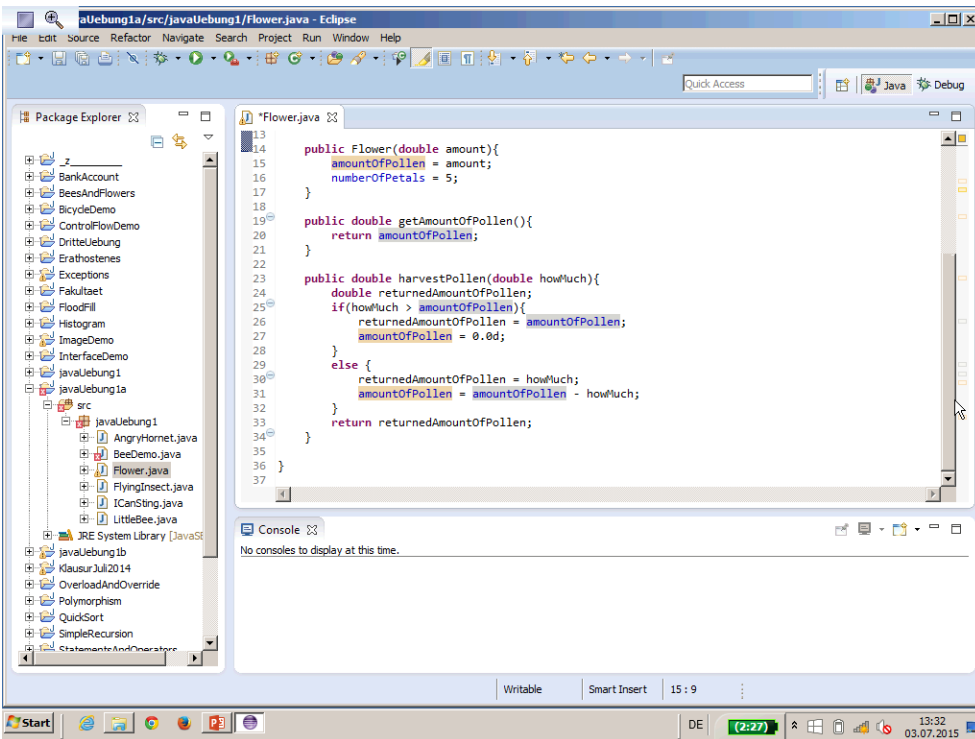 aUebung1a/src/javaUebung1/Flower.java - Eclipse
File Edit Source Refactor Navigate Search Project Run Window Help
Quick Access
Java
Debug
Package Explorer
_z_________
BankAccount
BeesAndFlowers
BicycleDemo
ControlFlowDemo
DritteUebung
Erathostenes
Exceptions
Fakultaet
FloodFill
Histogram
ImageDemo
InterfaceDemo
javaUebung1
javaUebung1a
src
javaUebung1
AngryHornet.java
BeeDemo.java
Flower.java
FlyingInsect.java
ICanSting.java
LittleBee.java
JRE System Library [JavaSE
javaUebung1b
KlausurJuli2014
OverloadAndOverride
Polymorphism
QuickSort
SimpleRecursion
StatementsAndOperators
*Flower.java
13
14 public Flower(double amount){
15 amountOfPollen = amount;
16 numberOfPetals = 5;
17 }
18
19 public double getAmountOfPollen(){
20 return amountOfPollen;
21 }
22
23 public double harvestPollen(double howMuch){
24 double returnedAmountOfPollen;
25 if(howMuch > amountOfPollen){
26 returnedAmountOfPollen = amountOfPollen;
27 amountOfPollen = 0.0d;
28 }
29 else {
30 returnedAmountOfPollen = howMuch;
31 amountOfPollen = amountOfPollen - howMuch;
32 }
33 return returnedAmountOfPollen;
34 }
35
36 }
37
Console
No consoles to display at this time.
Writable
Smart Insert
15 : 9
Start
DE
(2:27)
13:32
03.07.2015